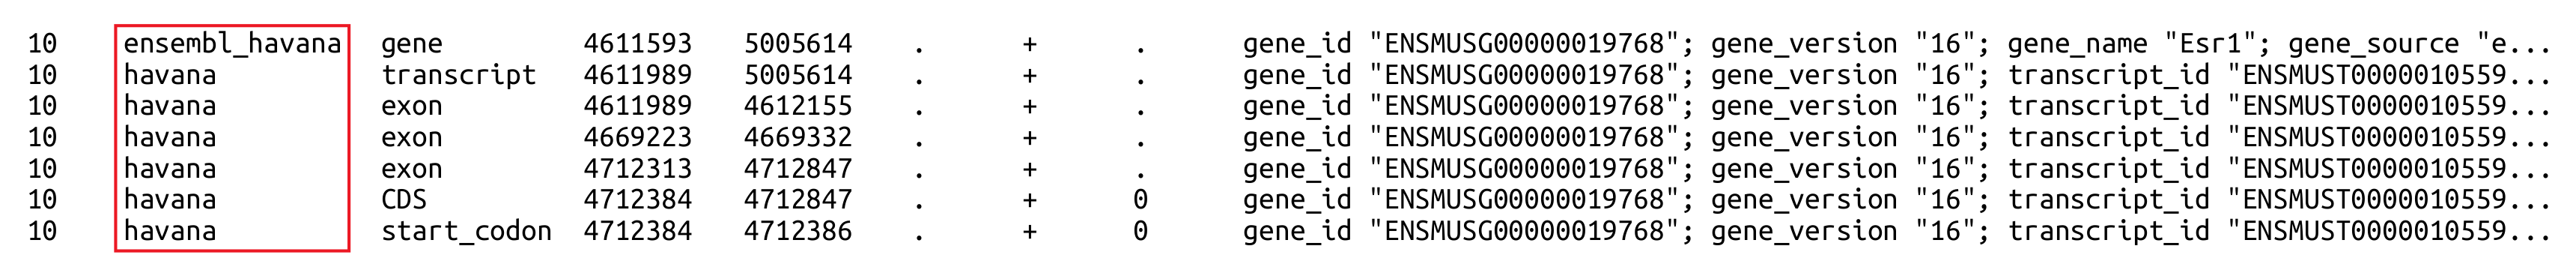 10 ensembl_havana gene 4611593 5005614 . + . gene_id "ENSMUSG00000019768"; gene_version "16"; gene_name "Esr1"; gene_source "e...
10 havana transcript 4611989 5005614 . + . gene_id "ENSMUSG00000019768"; gene_version "16"; transcript_id "ENSMUST0000010559...
10 havana exon 4611989 4612155 . + . gene_id "ENSMUSG00000019768"; gene_version "16"; transcript_id "ENSMUST0000010559...
10 havana exon 4669223 4669332 . + . gene_id "ENSMUSG00000019768"; gene_version "16"; transcript_id "ENSMUST0000010559...
10 havana exon 4712313 4712847 . + . gene_id "ENSMUSG00000019768"; gene_version "16"; transcript_id "ENSMUST0000010559...
10 havana CDS 4712384 4712847 . + 0 gene_id "ENSMUSG00000019768"; gene_version "16"; transcript_id "ENSMUST0000010559...
10 havana start_codon 4712384 4712386 . + 0 gene_id "ENSMUSG00000019768"; gene_version "16"; transcript_id "ENSMUST0000010559...